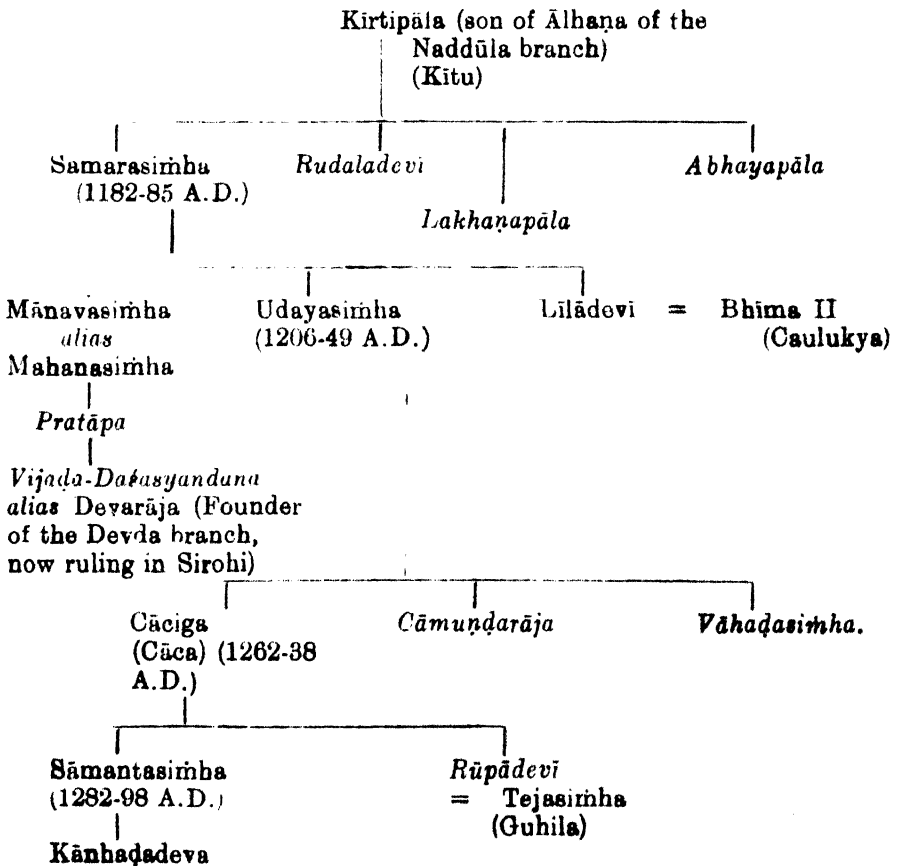 Kīrtipāla (son of Ālhaṇa of the
Naddūla branch)
(Kītu)
Samarasiṁha Rudaladevī Abhayapāla
(1182-85 A.D.)
Lakhaṇapāla
Mānavasiṁha Udayasiṁha Līlādevī = Bhīma II
alias (1206-49 A.D.) (Caulukya)
Mahanasiṁha
Pratāpa
Vijaḍa-Daśasyandana
alias Devarāja (Founder
of the Devda branch,
now ruling in Sirohi)
Cāciga Cāmuṇḍarāja Vāhaḍasiṁha.
(Cāca) (1262-38
A.D.)
Sāmantasiṁha Rūpādevī
(1282-98 A.D.) = Tejasiṁha
(Guhila)
Kānhaḍadeva